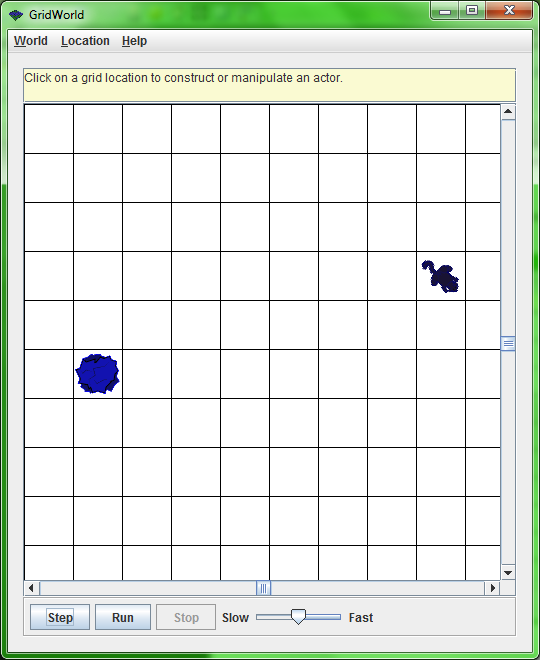 GridWorld
World Location Help
Click on a grid location to construct or manipulate an actor.
Step Run Stop Slow Fast